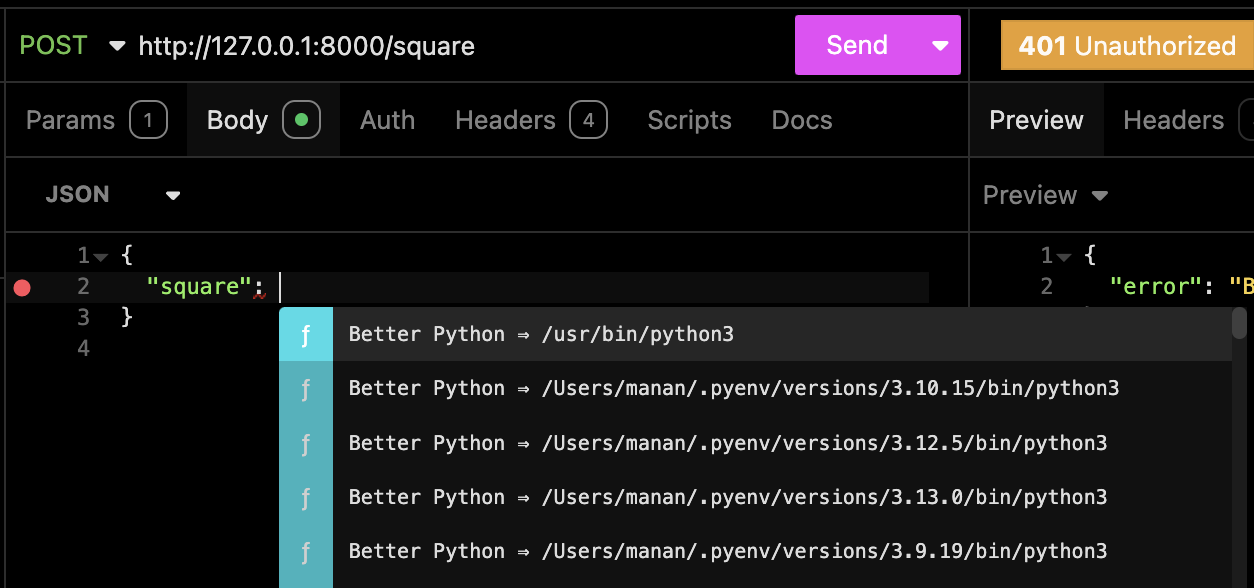 POST http://127.0.0.1:8000/square Send 401 Unauthorized
Params 1 Body Auth Headers 4 Scripts Docs Preview Headers
JSON Preview
1 { 1 {
2 "square": 2 "error": "B
3 }
4
f Better Python ⇒ /usr/bin/python3
f Better Python ⇒ /Users/manan/.pyenv/versions/3.10.15/bin/python3
f Better Python ⇒ /Users/manan/.pyenv/versions/3.12.5/bin/python3
f Better Python ⇒ /Users/manan/.pyenv/versions/3.13.0/bin/python3
f Better Python ⇒ /Users/manan/.pyenv/versions/3.9.19/bin/python3